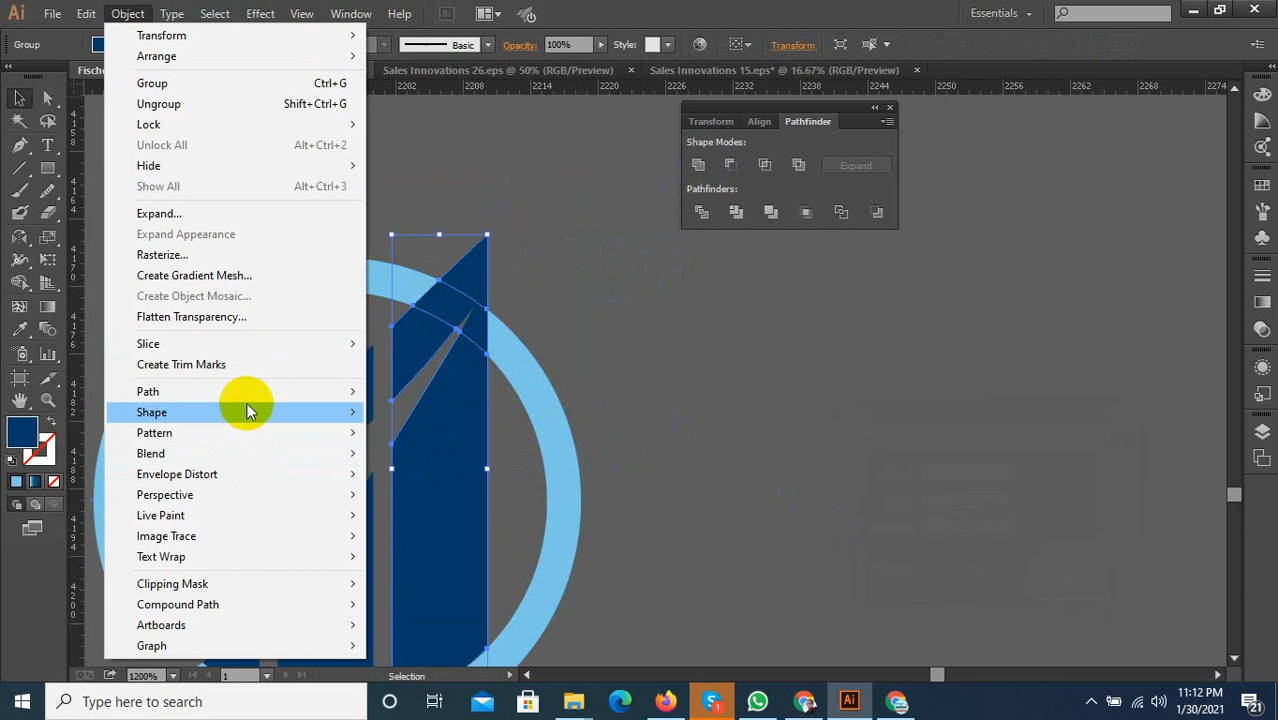 Ai File Edit Object Type Select Effect View Window Help Br Essentials
Group Basic Opacity: 100% Style: Transform
Fische Sales Innovations 26.eps @ 50% (RGB/Preview) Sales Innovations 15.eps* @ 16.67% (RGB/Preview)
2202 2208 2214 2220 2226 2232 2238 2244 2250 2256 2262 2268 2274
Transform
Arrange
Group Ctrl+G
Ungroup Shift+Ctrl+G
Lock
Unlock All Alt+Ctrl+2
Hide
Show All Alt+Ctrl+3
Expand...
Expand Appearance
Rasterize...
Create Gradient Mesh...
Create Object Mosaic...
Flatten Transparency...
Slice
Create Trim Marks
Path
Shape
Pattern
Blend
Envelope Distort
Perspective
Live Paint
Image Trace
Text Wrap
Clipping Mask
Compound Path
Artboards
Graph
Transform Align Pathfinder
Shape Modes:
Expand
Pathfinders:
1200% 1 Selection
Type here to search
Ai
11:12 PM
1/30/2021
21